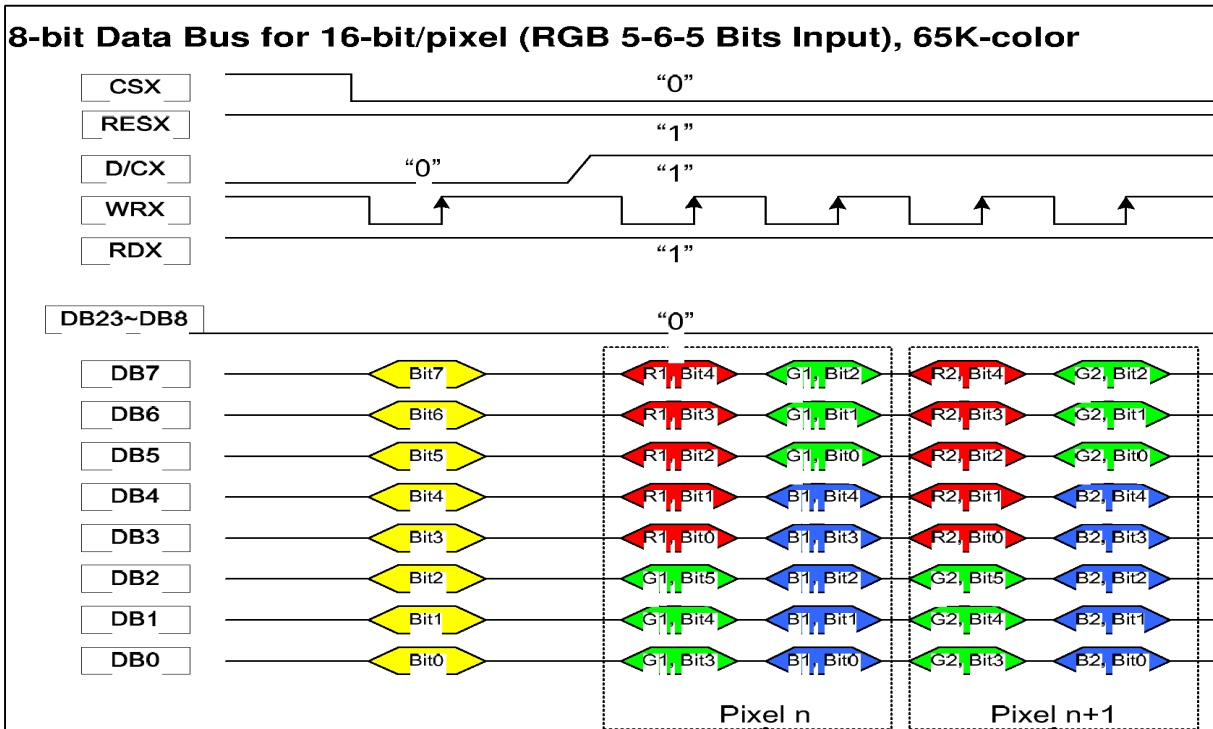 8-bit Data Bus for 16-bit/pixel (RGB 5-6-5 Bits Input), 65K-color
CSX “0”
RESX “1”
D/CX “0” “1”
WRX
RDX “1”
DB23~DB8 “0”
DB7 Bit7 R1, Bit4 G1, Bit2 R2, Bit4 G2, Bit2
DB6 Bit6 R1, Bit3 G1, Bit1 R2, Bit3 G2, Bit1
DB5 Bit5 R1, Bit2 G1, Bit0 R2, Bit2 G2, Bit0
DB4 Bit4 R1, Bit1 B1, Bit4 R2, Bit1 B2, Bit4
DB3 Bit3 R1, Bit0 B1, Bit3 R2, Bit0 B2, Bit3
DB2 Bit2 G1, Bit5 B1, Bit2 G2, Bit5 B2, Bit2
DB1 Bit1 G1, Bit4 B1, Bit1 G2, Bit4 B2, Bit1
DB0 Bit0 G1, Bit3 B1, Bit0 G2, Bit3 B2, Bit0
Pixel n Pixel n+1